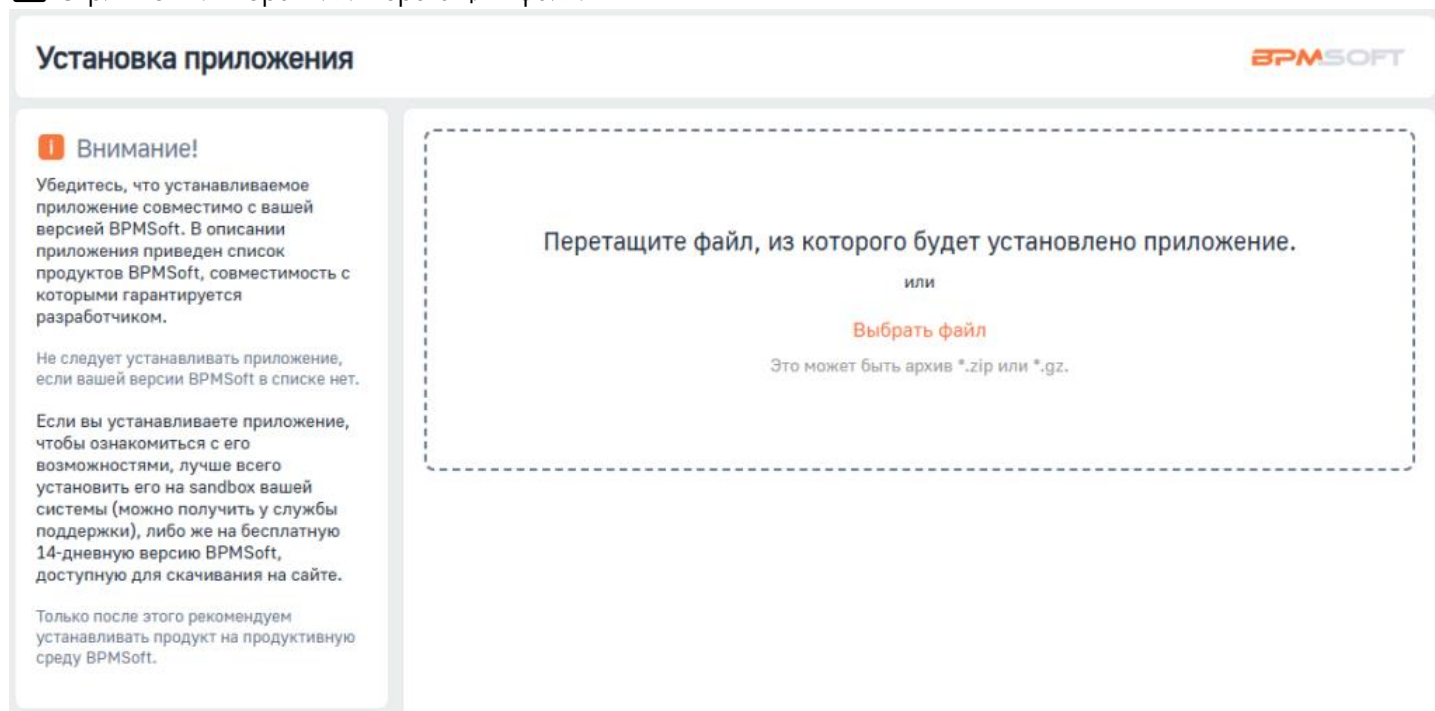 Установка приложения
BPMSOFT
Внимание!
Убедитесь, что устанавливаемое
приложение совместимо с вашей
версией BPMSoft. В описании
приложения приведен список
продуктов BPMSoft, совместимость с
которыми гарантируется
разработчиком.
Не следует устанавливать приложение,
если вашей версии BPMSoft в списке нет.
Если вы устанавливаете приложение,
чтобы ознакомиться с его
возможностями, лучше всего
установить его на sandbox вашей
системы (можно получить у службы
поддержки), либо же на бесплатную
14-дневную версию BPMSoft,
доступную для скачивания на сайте.
Только после этого рекомендуем
устанавливать продукт на продуктивную
среду BPMSoft.
Перетащите файл, из которого будет установлено приложение.
или
Выбрать файл
Это может быть архив *.zip или *.gz.